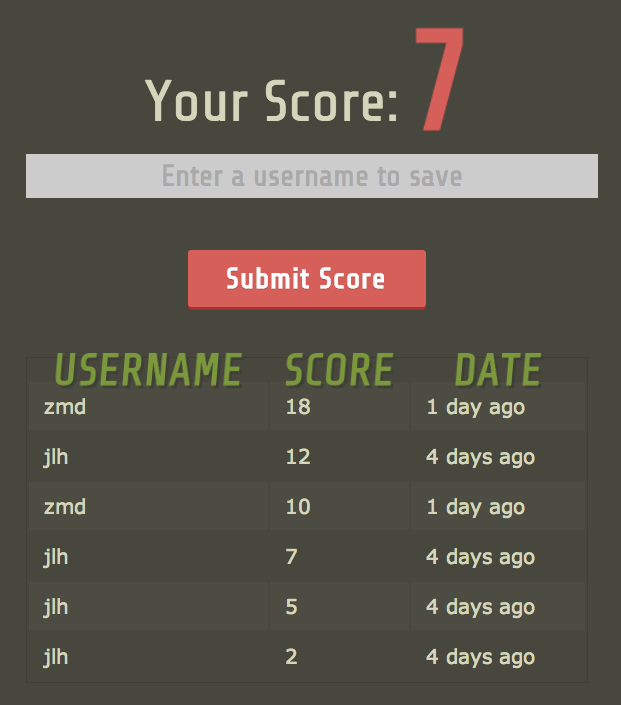 Your Score: 7
Enter a username to save
Submit Score
USERNAME SCORE DATE
zmd 18 1 day ago
jlh 12 4 days ago
zmd 10 1 day ago
jlh 7 4 days ago
jlh 5 4 days ago
jlh 2 4 days ago